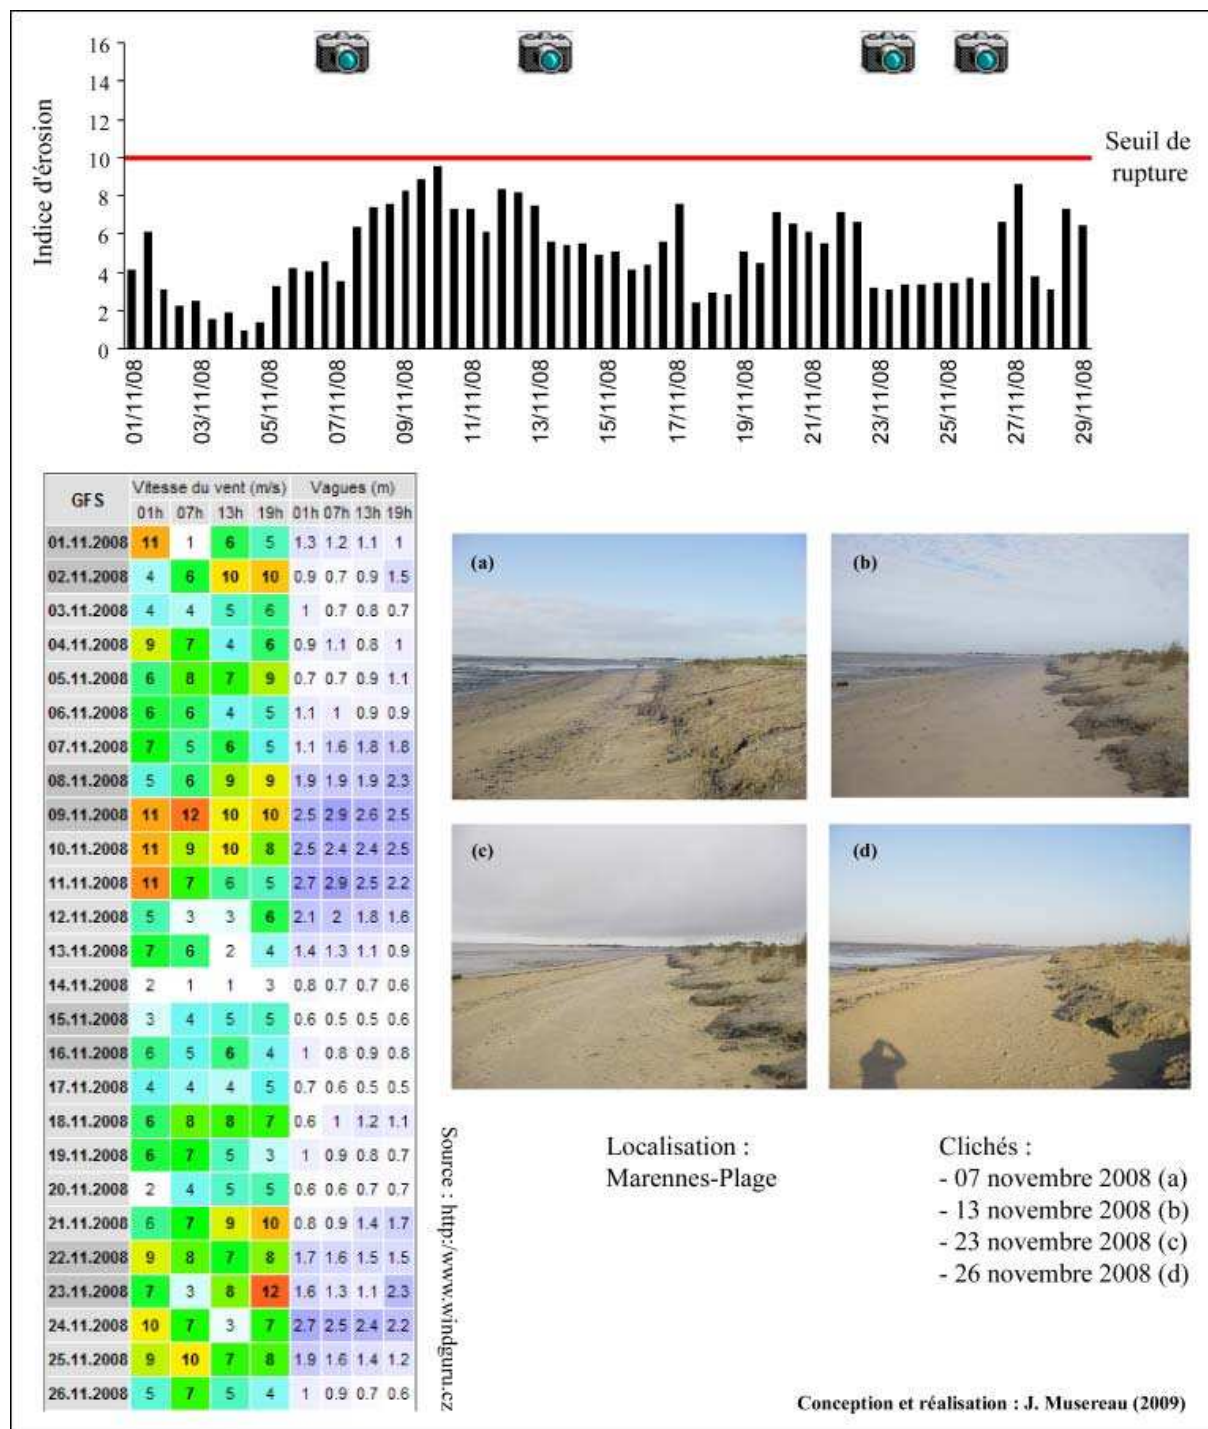 16
14
12
10
8
6
4
2
0
Indice d'érosion
Seuil de
rupture
01/11/08
03/11/08
05/11/08
07/11/08
09/11/08
11/11/08
13/11/08
15/11/08
17/11/08
19/11/08
21/11/08
23/11/08
25/11/08
27/11/08
29/11/08
GFS Vitesse du vent (m/s) Vagues (m)
01h 07h 13h 19h 01h 07h 13h 19h
01.11.2008 11 1 6 5 1.3 1.2 1.1 1
02.11.2008 4 6 10 10 0.9 0.7 0.9 1.5
03.11.2008 4 4 5 6 1 0.7 0.8 0.7
04.11.2008 9 7 4 6 0.9 1.1 0.8 1
05.11.2008 6 8 7 9 0.7 0.7 0.9 1.1
06.11.2008 6 6 4 5 1.1 1 0.9 0.9
07.11.2008 7 5 6 5 1.1 1.6 1.8 1.8
08.11.2008 5 6 9 9 1.9 1.9 1.9 2.3
09.11.2008 11 12 10 10 2.5 2.9 2.6 2.5
10.11.2008 11 9 10 8 2.5 2.4 2.4 2.5
11.11.2008 11 7 6 5 2.7 2.9 2.5 2.2
12.11.2008 5 3 3 6 2.1 2 1.8 1.6
13.11.2008 7 6 2 4 1.4 1.3 1.1 0.9
14.11.2008 2 1 1 3 0.8 0.7 0.7 0.6
15.11.2008 3 4 5 5 0.6 0.5 0.5 0.6
16.11.2008 6 5 6 4 1 0.8 0.9 0.8
17.11.2008 4 4 4 5 0.7 0.6 0.5 0.5
18.11.2008 6 8 8 7 0.6 1 1.2 1.1
19.11.2008 6 7 5 3 1 0.9 0.8 0.7
20.11.2008 2 4 5 5 0.6 0.6 0.7 0.7
21.11.2008 6 7 9 10 0.8 0.9 1.4 1.7
22.11.2008 9 8 7 8 1.7 1.6 1.5 1.5
23.11.2008 7 3 8 12 1.6 1.3 1.1 2.3
24.11.2008 10 7 3 7 2.7 2.5 2.4 2.2
25.11.2008 9 10 7 8 1.9 1.6 1.4 1.2
26.11.2008 5 7 5 4 1 0.9 0.7 0.6
Source : http:/www.windguru.cz
(a)
(b)
(c)
(d)
Localisation :
Marennes-Plage
Clichés :
- 07 novembre 2008 (a)
- 13 novembre 2008 (b)
- 23 novembre 2008 (c)
- 26 novembre 2008 (d)
Conception et réalisation : J. Musereau (2009)